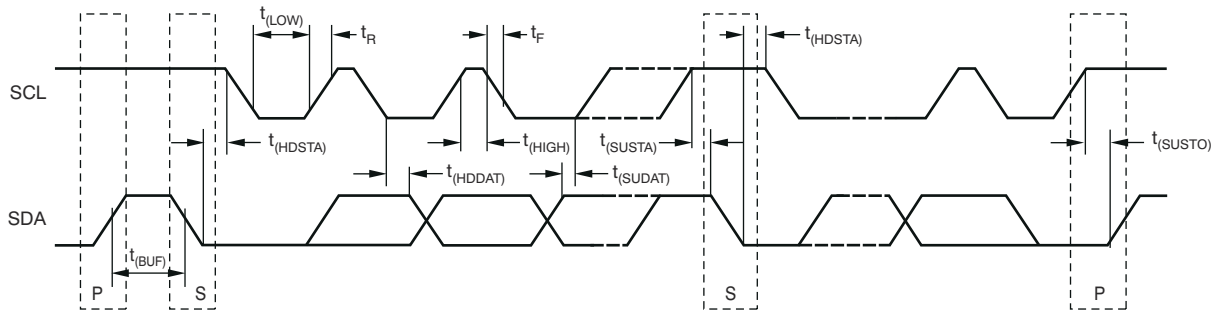 t(LOW)
tR
tF
t(HDSTA)
SCL
t(HDSTA)
t(HIGH)
t(SUSTA)
t(SUSTO)
t(HDDAT)
t(SUDAT)
SDA
t(BUF)
P
S
S
P